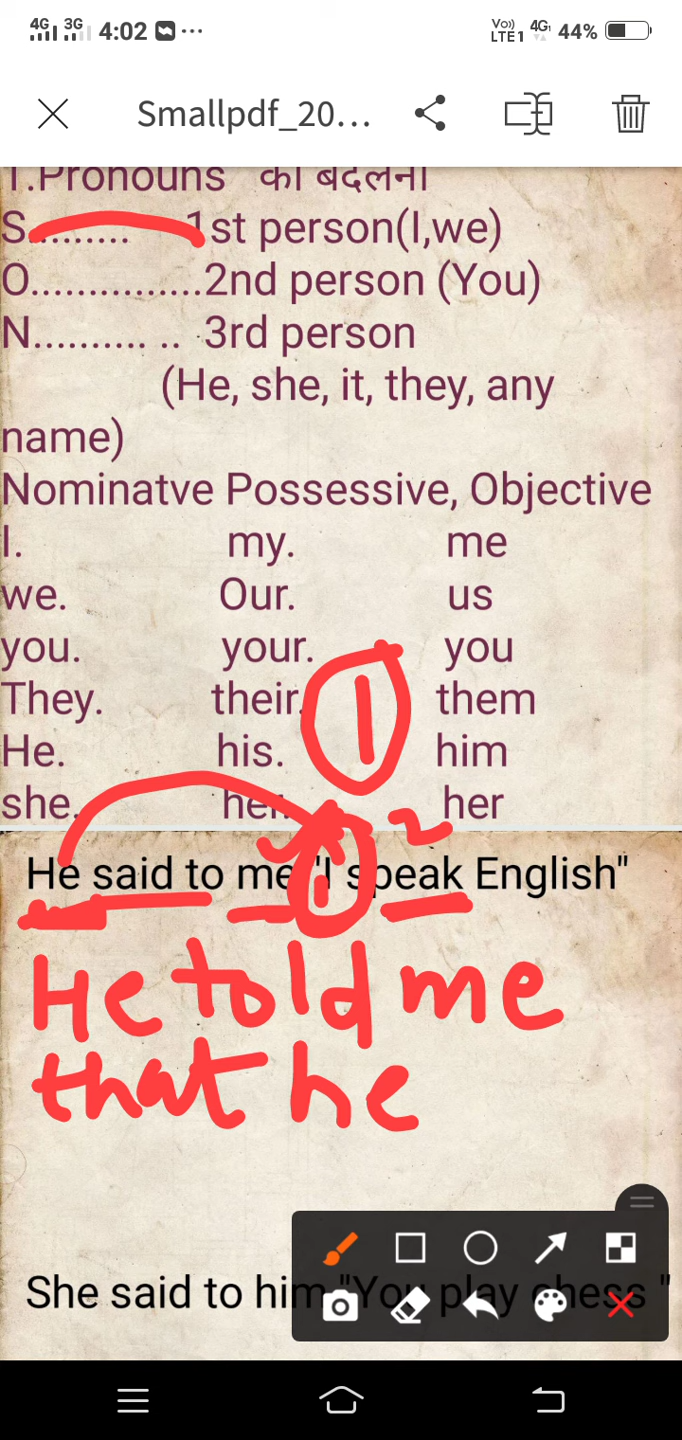 4G 3G 4:02 ... Vo)) LTE1 4G 44%
Smallpdf_20...
1.Pronouns को बदलना
S......... 1st person(I,we)
O...............2nd person (You)
N.......... .. 3rd person
(He, she, it, they, any
name)
Nominatve Possessive, Objective
I. my. me
we. Our. us
you. your. you
They. their. them
He. his. him
she. her. her
1
2
He said to me "I speak English"
He told me
that he
She said to him "You play chess "